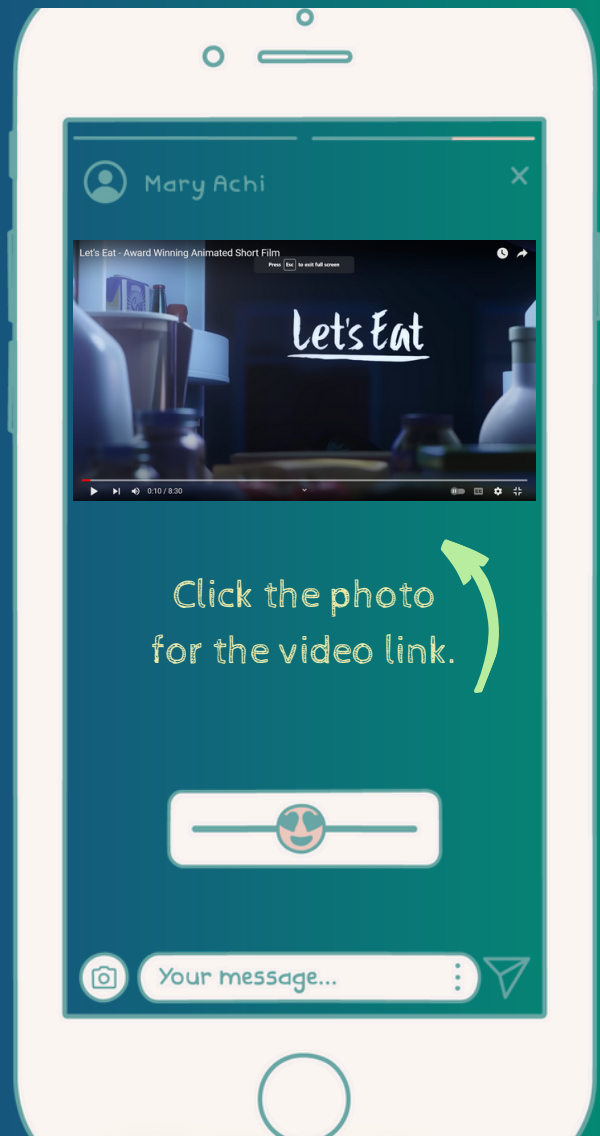 Mary Achi
Let's Eat - Award Winning Animated Short Film
Press Esc to exit full screen
Let's Eat
0:10 / 8:30
Click the photo
for the video link.
Your message...